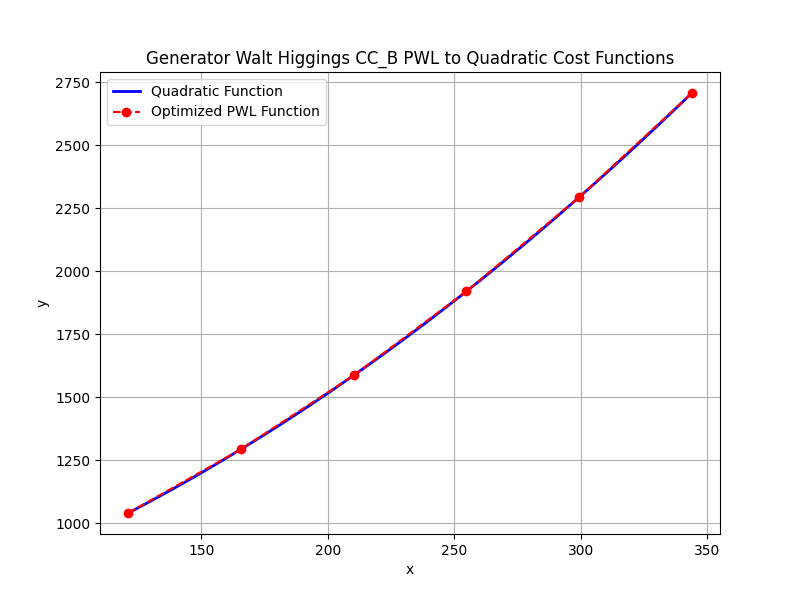 Generator Walt Higgings CC_B PWL to Quadratic Cost Functions
Quadratic Function
Optimized PWL Function
2750
2500
2250
2000
1750
1500
1250
1000
y
150 200 250 300 350
x